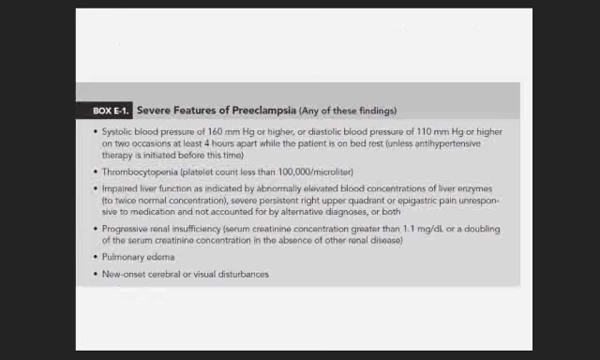 BOX E-1. Severe Features of Preeclampsia (Any of these findings)
• Systolic blood pressure of 160 mm Hg or higher, or diastolic blood pressure of 110 mm Hg or higher
on two occasions at least 4 hours apart while the patient is on bed rest (unless antihypertensive
therapy is initiated before this time)
• Thrombocytopenia (platelet count less than 100,000/microliter)
• Impaired liver function as indicated by abnormally elevated blood concentrations of liver enzymes
(to twice normal concentration), severe persistent right upper quadrant or epigastric pain unrespon-
sive to medication and not accounted for by alternative diagnoses, or both
• Progressive renal insufficiency (serum creatinine concentration greater than 1.1 mg/dL or a doubling
of the serum creatinine concentration in the absence of other renal disease)
• Pulmonary edema
• New-onset cerebral or visual disturbances